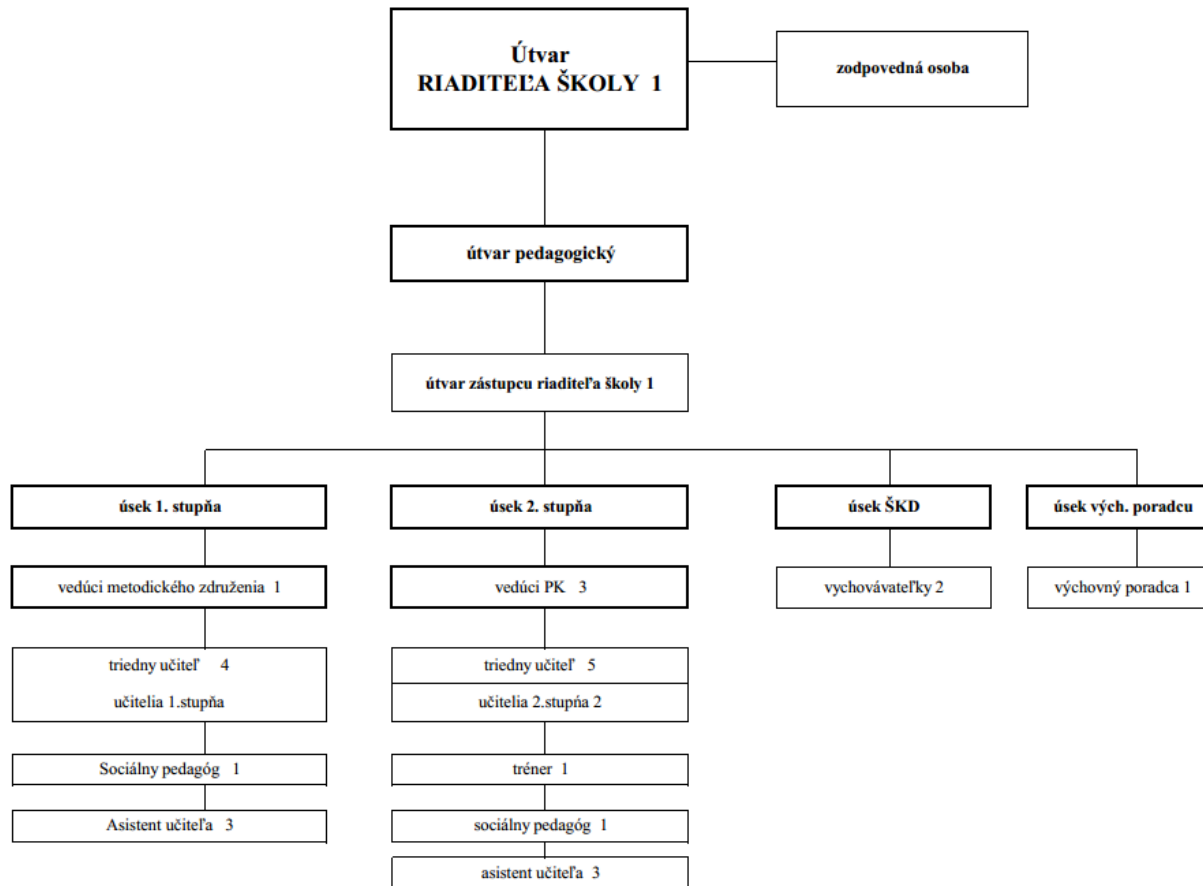 Útvar
RIADITEĽA ŠKOLY 1
zodpovedná osoba
útvar pedagogický
útvar zástupcu riaditeľa školy 1
úsek 1. stupňa
úsek 2. stupňa
úsek ŠKD
úsek vých. poradcu
vedúci metodického združenia 1
vedúci PK 3
vychovávateľky 2
výchovný poradca 1
triedny učiteľ 4
triedny učiteľ 5
učitelia 1.stupňa
učitelia 2.stupńa 2
Sociálny pedagóg 1
tréner 1
Asistent učiteľa 3
sociálny pedagóg 1
asistent učiteľa 3